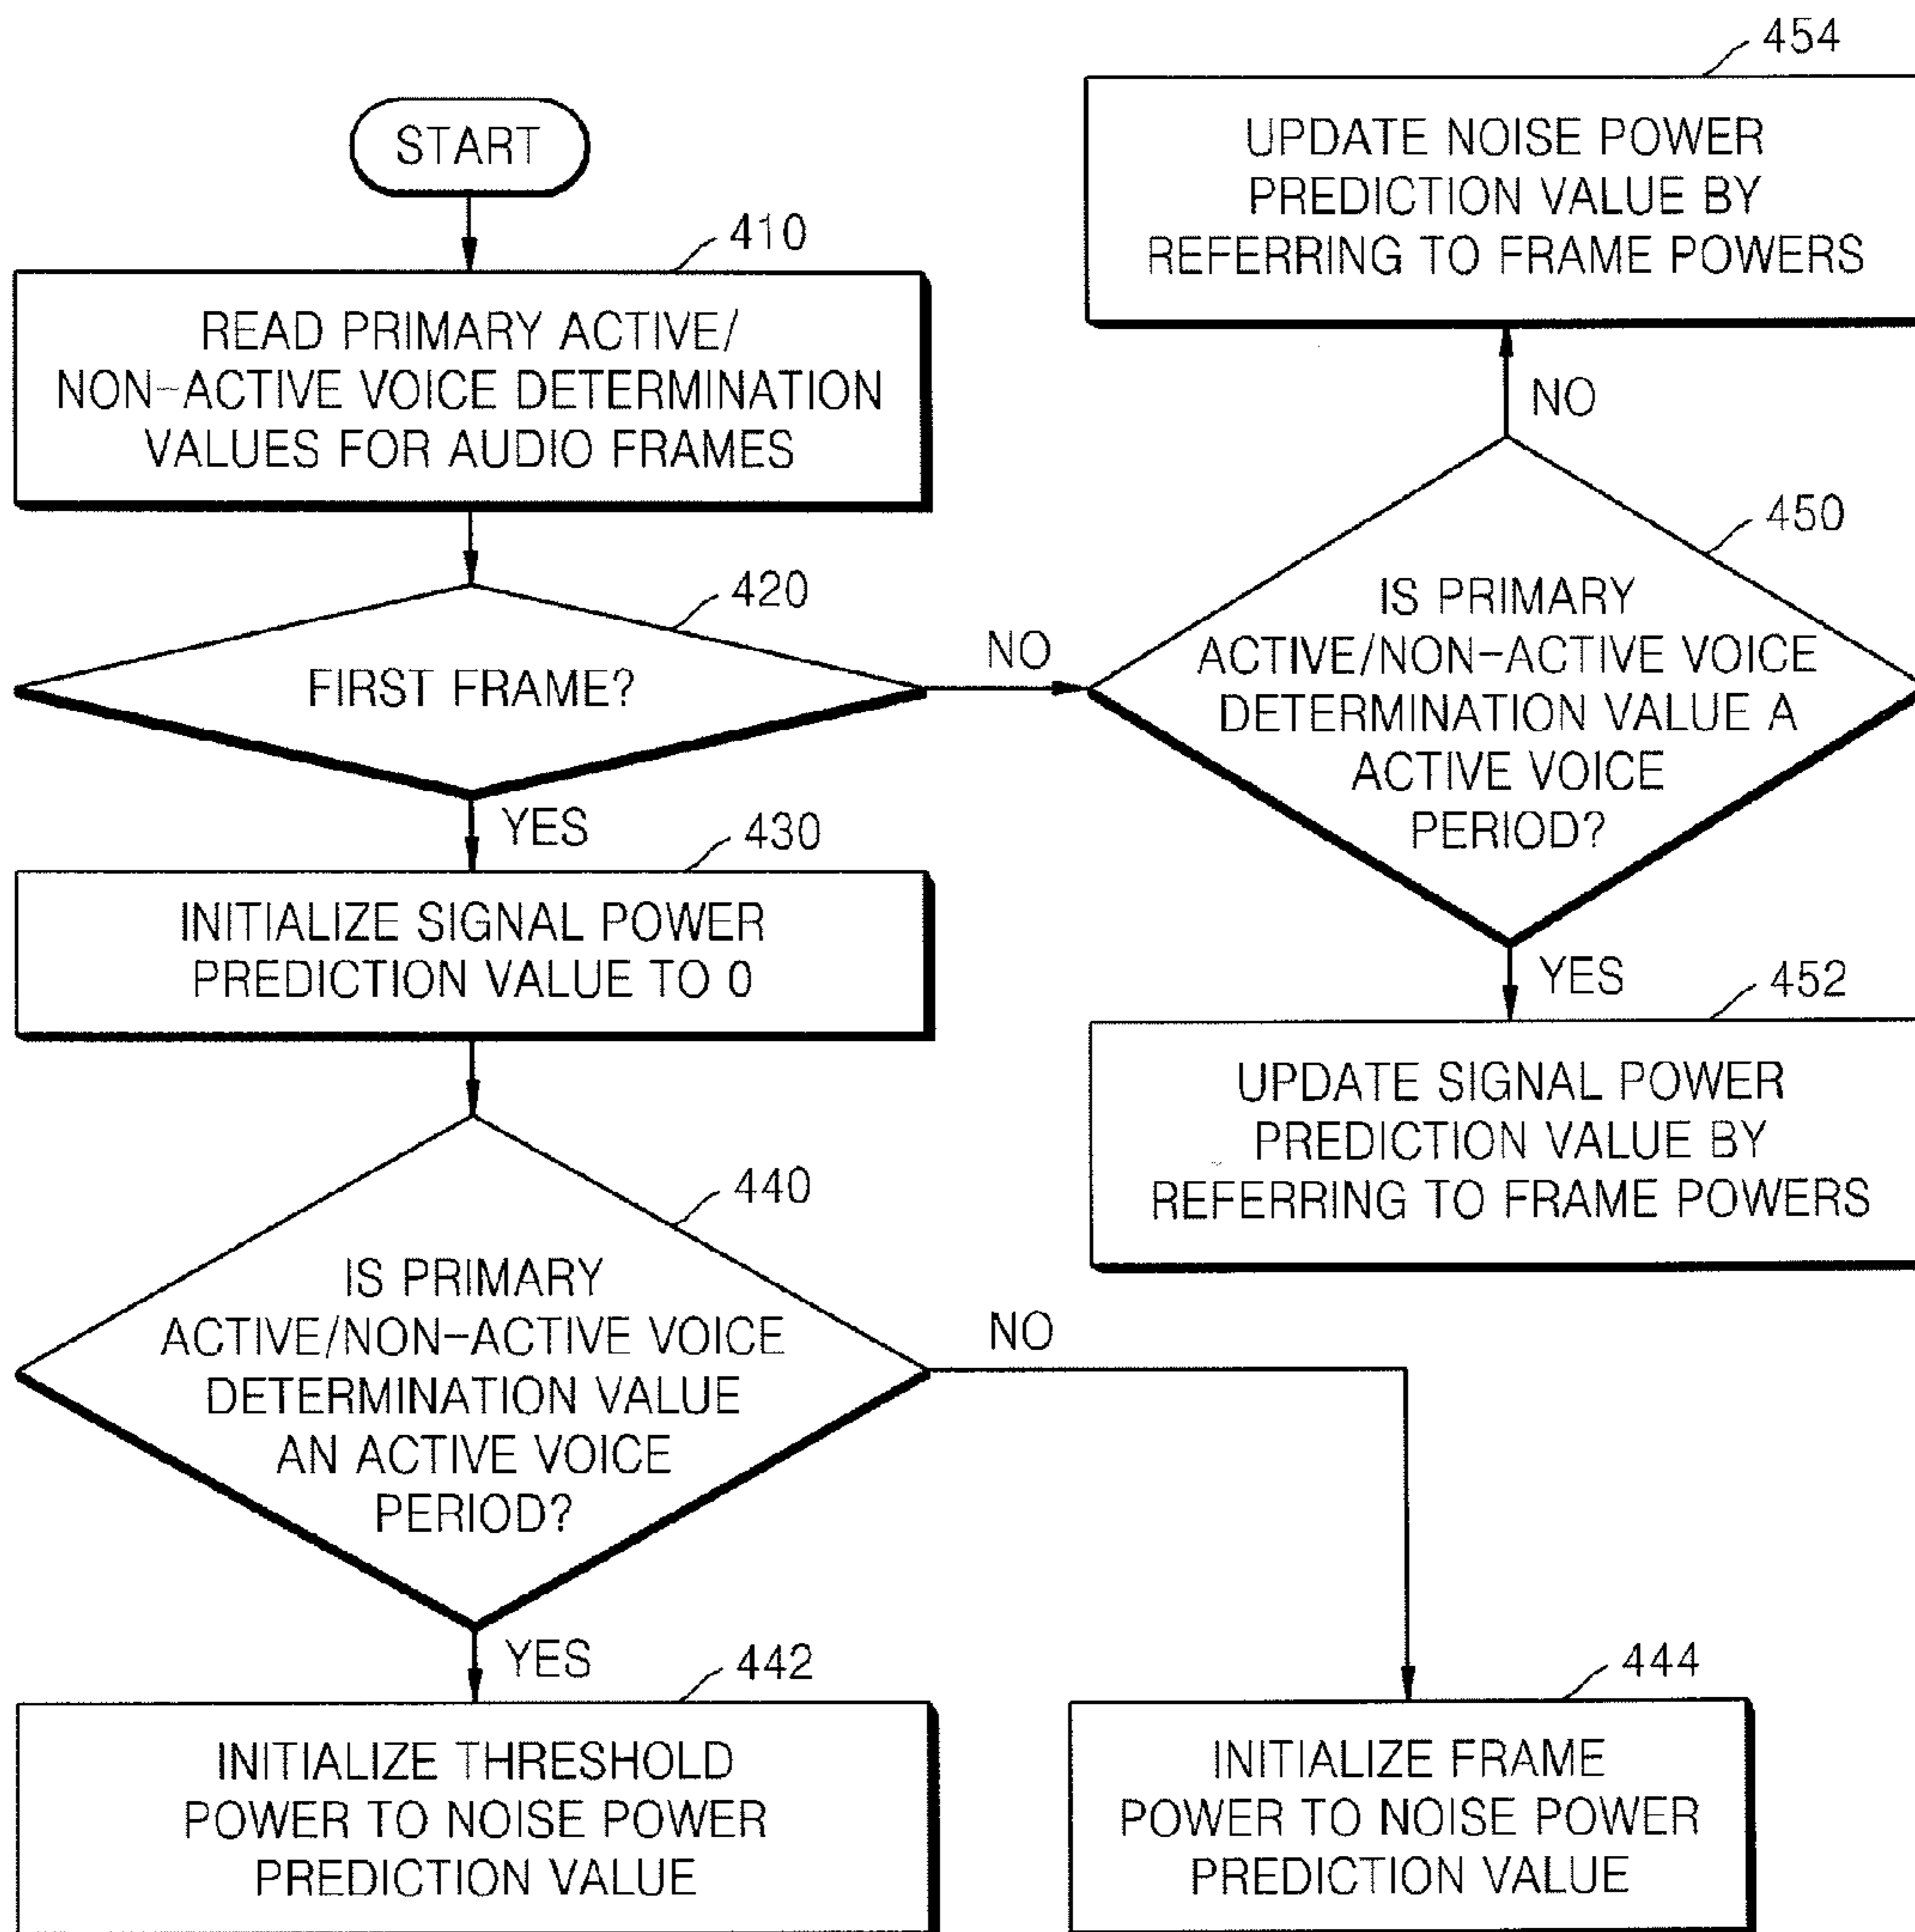 START
410
READ PRIMARY ACTIVE/
NON-ACTIVE VOICE DETERMINATION
VALUES FOR AUDIO FRAMES
420
FIRST FRAME?
NO
YES
430
INITIALIZE SIGNAL POWER
PREDICTION VALUE TO 0
440
IS PRIMARY
ACTIVE/NON-ACTIVE VOICE
DETERMINATION VALUE
AN ACTIVE VOICE
PERIOD?
NO
YES
442
INITIALIZE THRESHOLD
POWER TO NOISE POWER
PREDICTION VALUE
444
INITIALIZE FRAME
POWER TO NOISE POWER
PREDICTION VALUE
454
UPDATE NOISE POWER
PREDICTION VALUE BY
REFERRING TO FRAME POWERS
NO
450
IS PRIMARY
ACTIVE/NON-ACTIVE VOICE
DETERMINATION VALUE A
ACTIVE VOICE
PERIOD?
YES
452
UPDATE SIGNAL POWER
PREDICTION VALUE BY
REFERRING TO FRAME POWERS